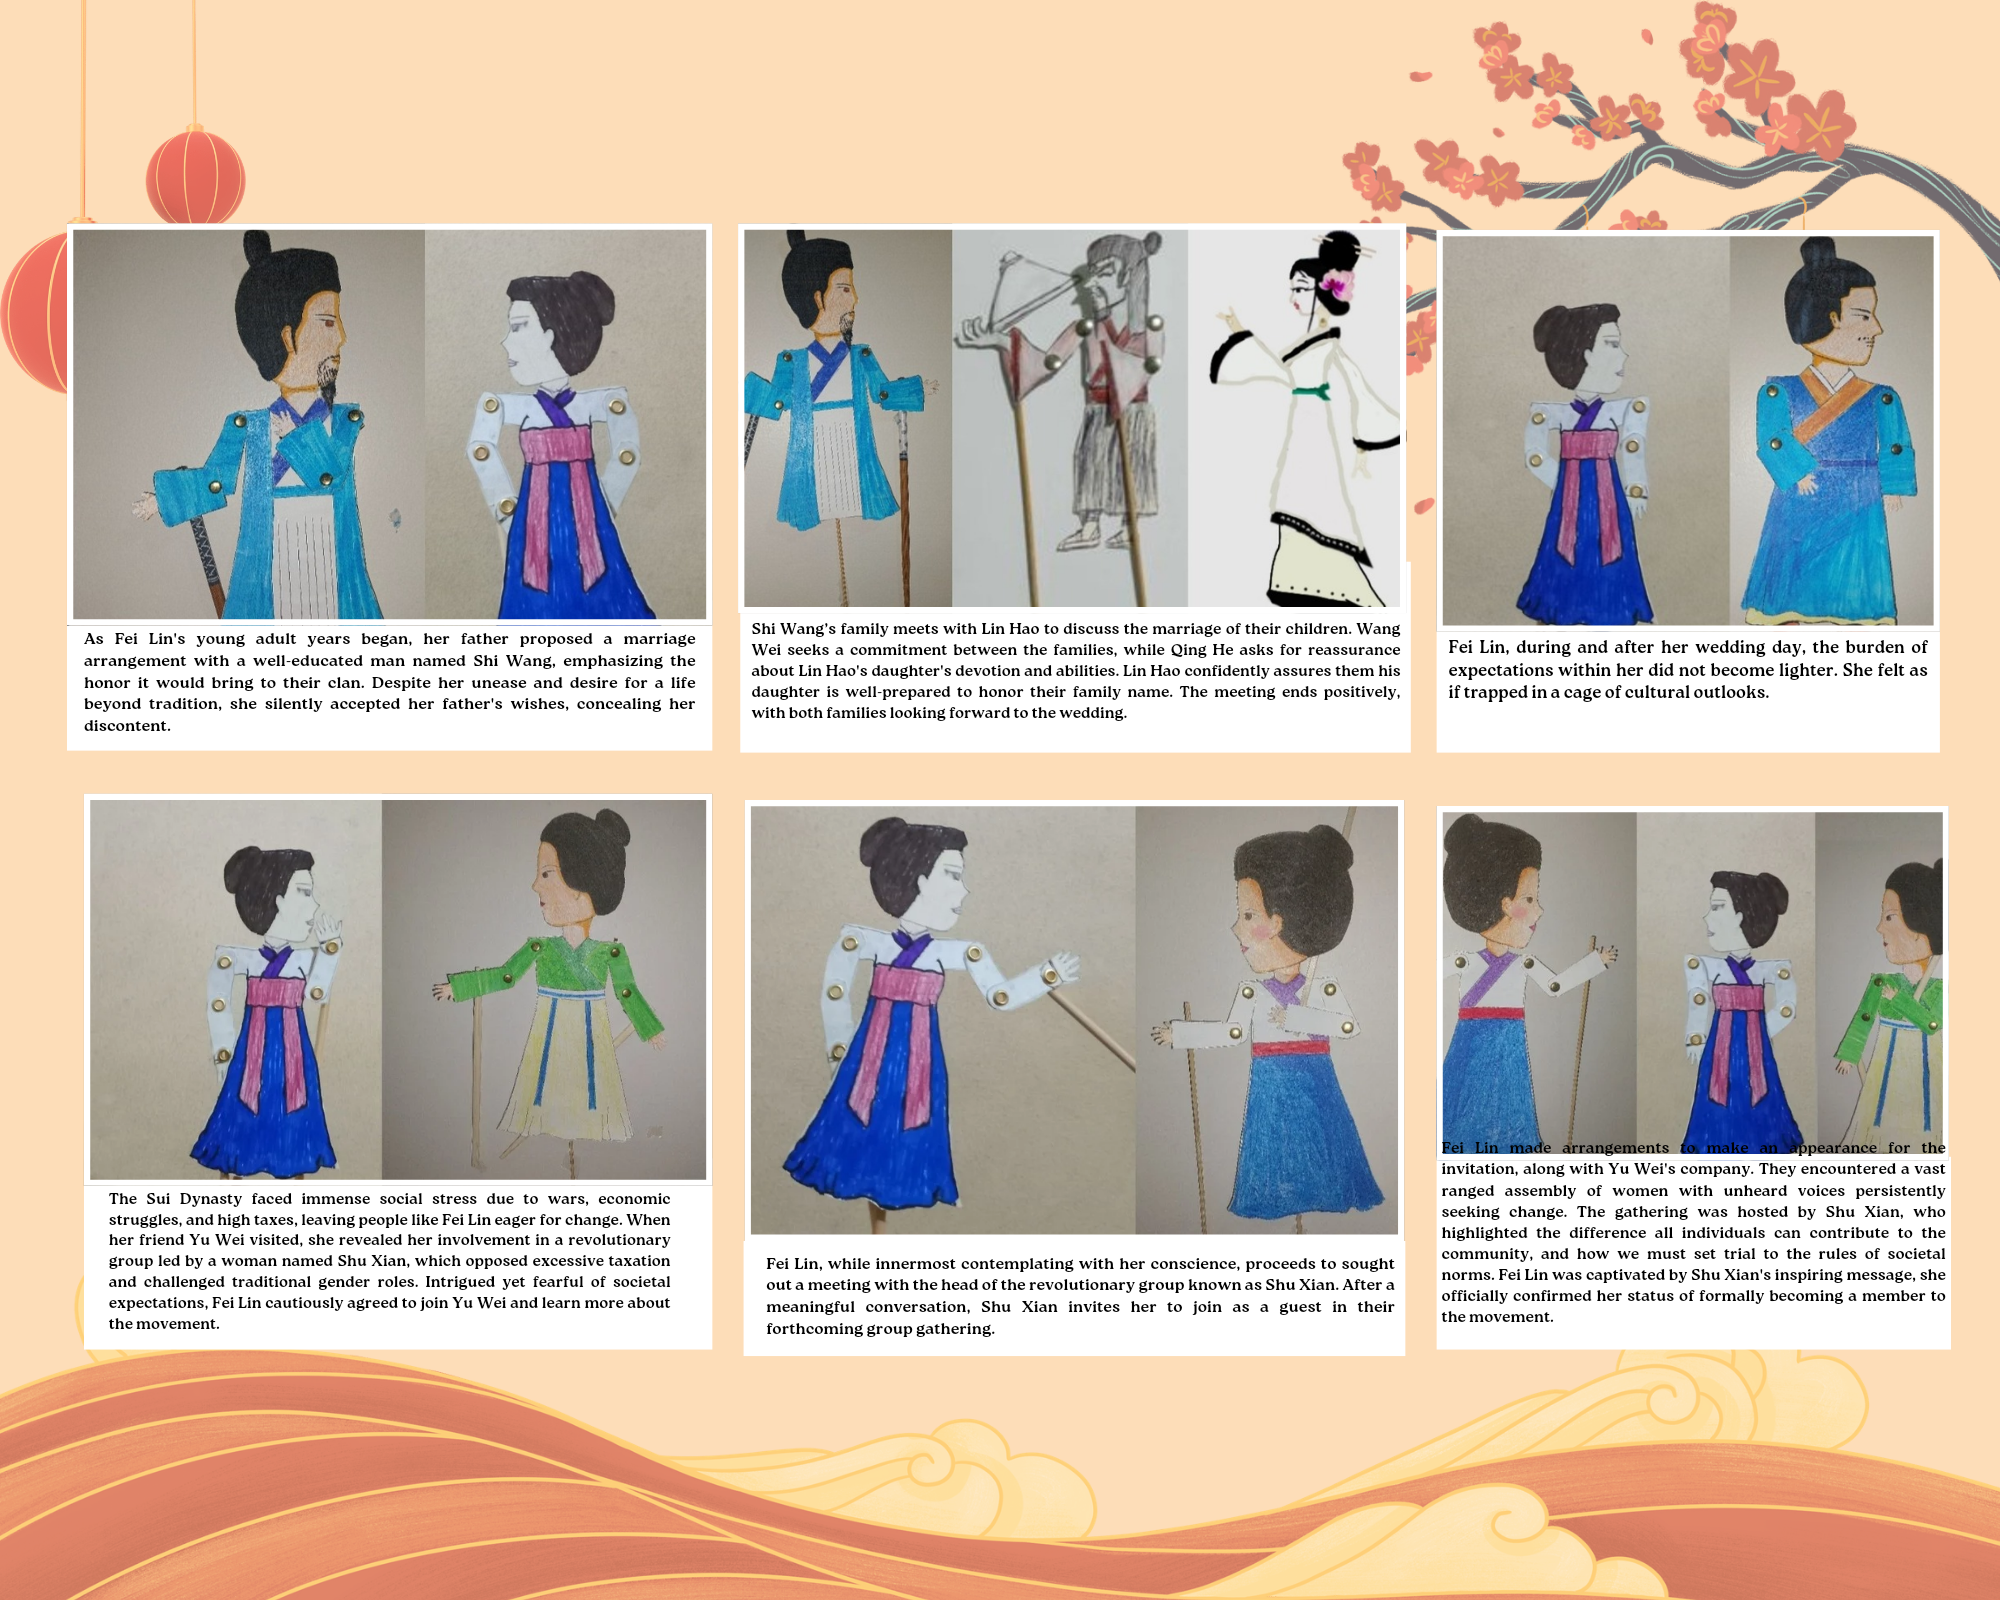 As Fei Lin's young adult years began, her father proposed a marriage
arrangement with a well-educated man named Shi Wang, emphasizing the
honor it would bring to their clan. Despite her unease and desire for a life
beyond tradition, she silently accepted her father's wishes, concealing her
discontent.
Shi Wang's family meets with Lin Hao to discuss the marriage of their children. Wang
Wei seeks a commitment between the families, while Qing He asks for reassurance
about Lin Hao's daughter's devotion and abilities. Lin Hao confidently assures them his
daughter is well-prepared to honor their family name. The meeting ends positively,
with both families looking forward to the wedding.
Fei Lin, during and after her wedding day, the burden of
expectations within her did not become lighter. She felt as
if trapped in a cage of cultural outlooks.
The Sui Dynasty faced immense social stress due to wars, economic
struggles, and high taxes, leaving people like Fei Lin eager for change. When
her friend Yu Wei visited, she revealed her involvement in a revolutionary
group led by a woman named Shu Xian, which opposed excessive taxation
and challenged traditional gender roles. Intrigued yet fearful of societal
expectations, Fei Lin cautiously agreed to join Yu Wei and learn more about
the movement.
Fei Lin, while innermost contemplating with her conscience, proceeds to sought
out a meeting with the head of the revolutionary group known as Shu Xian. After a
meaningful conversation, Shu Xian invites her to join as a guest in their
forthcoming group gathering.
Fei Lin made arrangements to make an appearance for the
invitation, along with Yu Wei's company. They encountered a vast
ranged assembly of women with unheard voices persistently
seeking change. The gathering was hosted by Shu Xian, who
highlighted the difference all individuals can contribute to the
community, and how we must set trial to the rules of societal
norms. Fei Lin was captivated by Shu Xian's inspiring message, she
officially confirmed her status of formally becoming a member to
the movement.